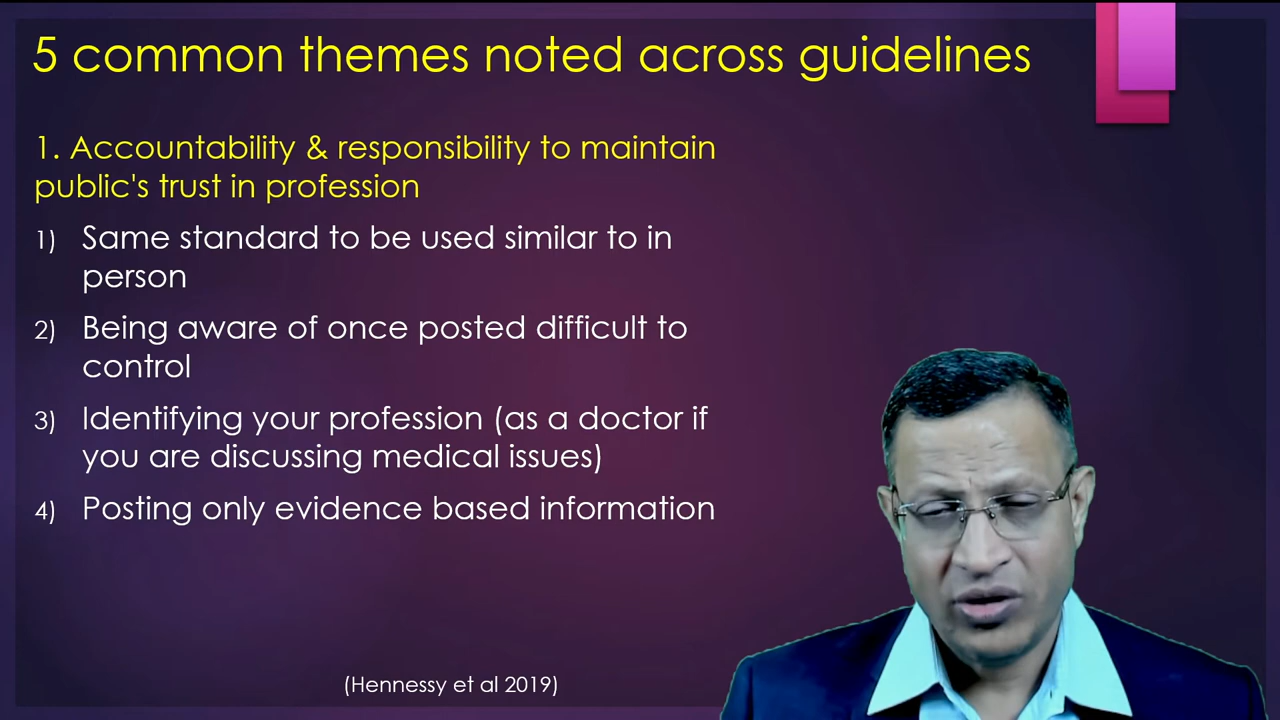 5 common themes noted across guidelines
1. Accountability & responsibility to maintain
public's trust in profession
1) Same standard to be used similar to in
person
2) Being aware of once posted difficult to
control
3) Identifying your profession (as a doctor if
you are discussing medical issues)
4) Posting only evidence based information
(Hennessy et al 2019)